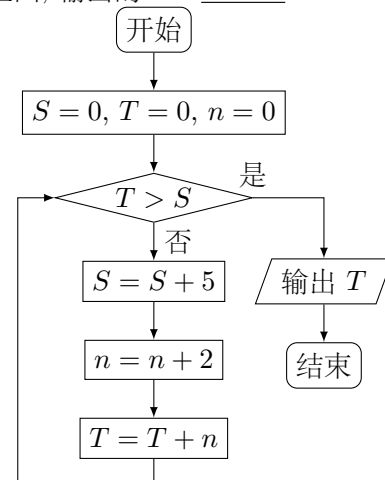 开始
S = 0, T = 0, n = 0
T > S
是
否
S = S + 5
输出 T
n = n + 2
结束
T = T + n